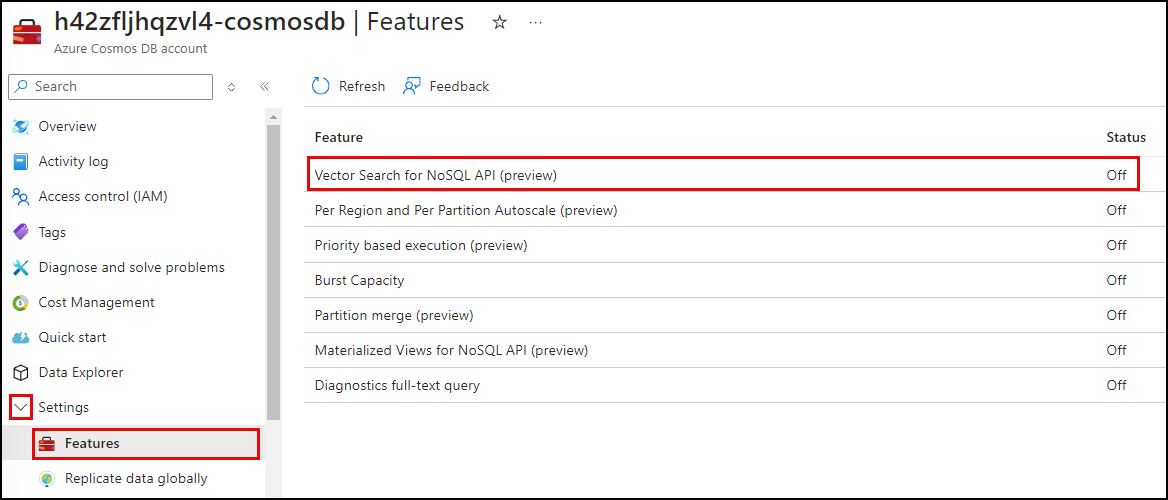 h42zfljhqzvl4-cosmosdb | Features
Azure Cosmos DB account
Search
Refresh
Feedback
Overview
Activity log
Access control (IAM)
Tags
Diagnose and solve problems
Cost Management
Quick start
Data Explorer
Settings
Features
Replicate data globally
Feature Status
Vector Search for NoSQL API (preview) Off
Per Region and Per Partition Autoscale (preview) Off
Priority based execution (preview) Off
Burst Capacity Off
Partition merge (preview) Off
Materialized Views for NoSQL API (preview) Off
Diagnostics full-text query Off